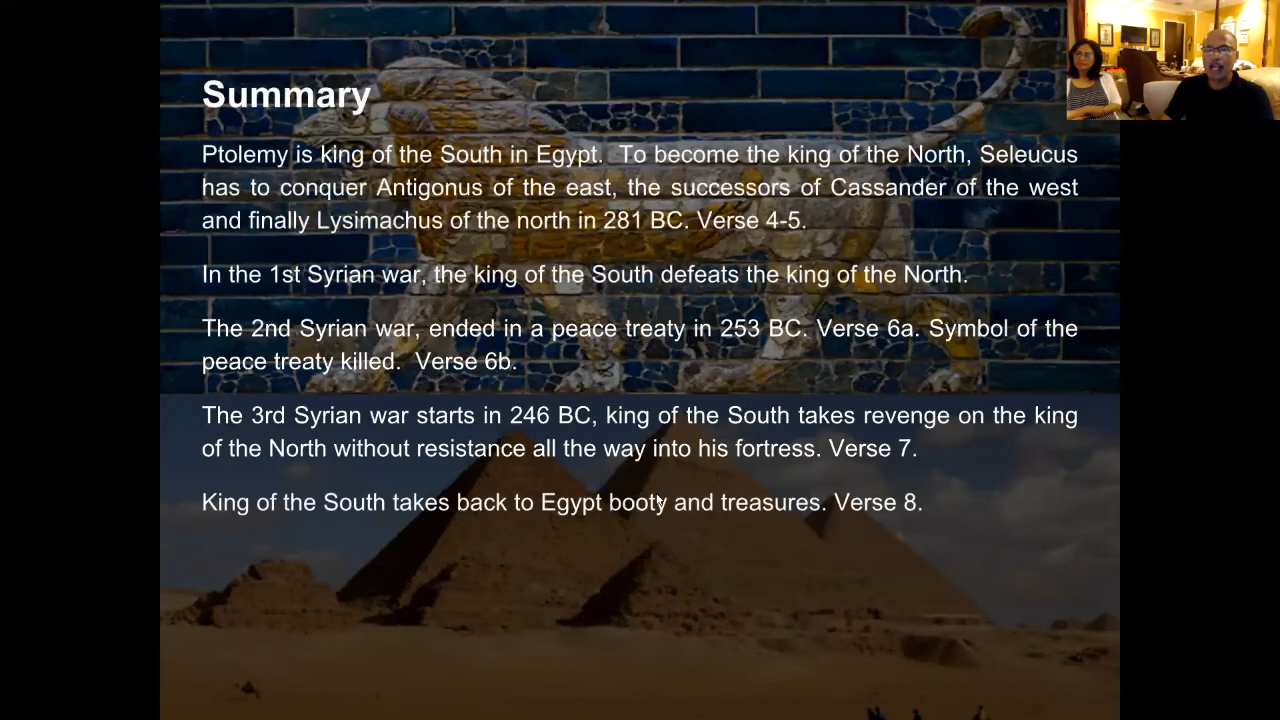 Summary
Ptolemy is king of the South in Egypt.  To become the king of the North, Seleucus
has to conquer Antigonus of the east, the successors of Cassander of the west
and finally Lysimachus of the north in 281 BC. Verse 4-5.
In the 1st Syrian war, the king of the South defeats the king of the North.
The 2nd Syrian war, ended in a peace treaty in 253 BC. Verse 6a. Symbol of the
peace treaty killed.  Verse 6b.
The 3rd Syrian war starts in 246 BC, king of the South takes revenge on the king
of the North without resistance all the way into his fortress. Verse 7.
King of the South takes back to Egypt booty and treasures. Verse 8.